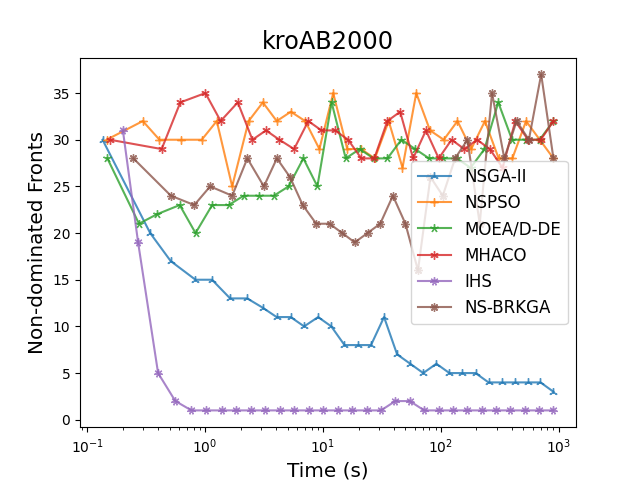 kroAB2000
Non-dominated Fronts
35
30
25
20
15
10
5
0
NSGA-II
NSPSO
MOEA/D-DE
MHACO
IHS
NS-BRKGA
10⁻¹ 10⁰ 10¹ 10² 10³
Time (s)